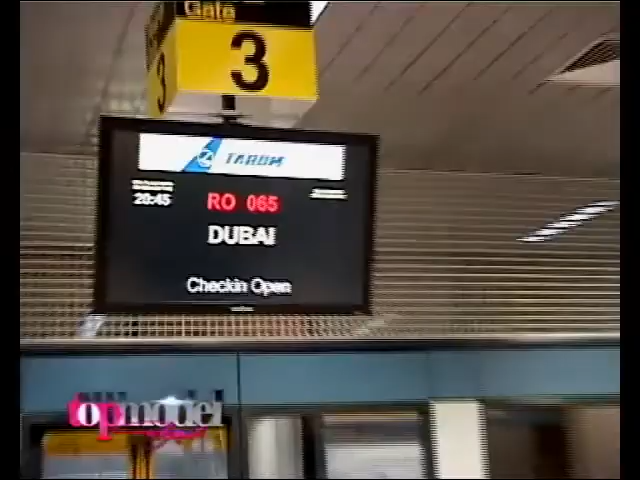 Gate
3
3
TAROM
20:45
RO 065
DUBAI
Checkin Open
topmodel